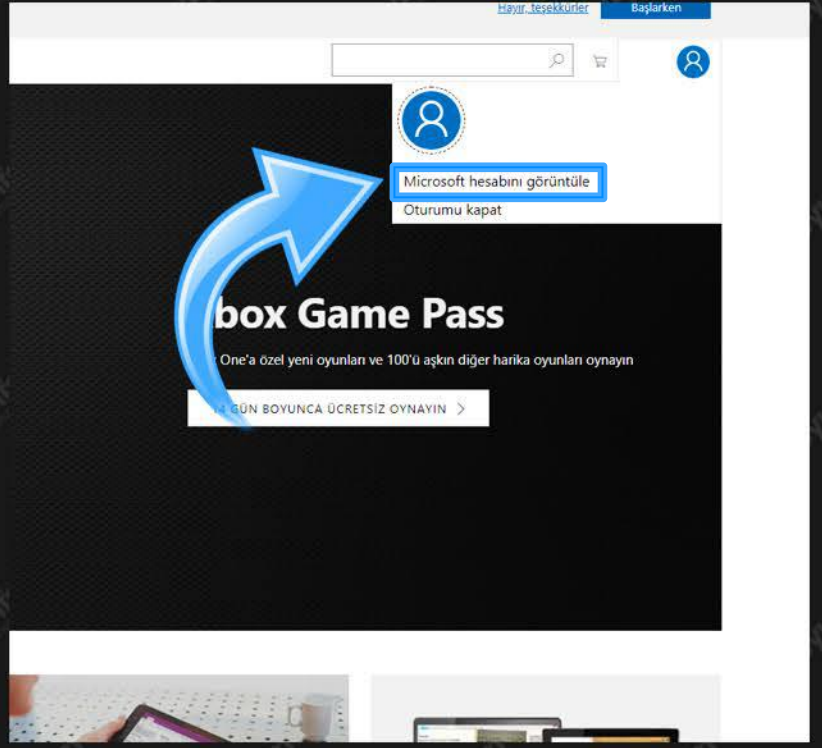 Hayır, teşekkürler
Başlarken
Microsoft hesabını görüntüle
Oturumu kapat
box Game Pass
One'a özel yeni oyunları ve 100'ü aşkın diğer harika oyunları oynayın
14 GÜN BOYUNCA ÜCRETSİZ OYNAYIN